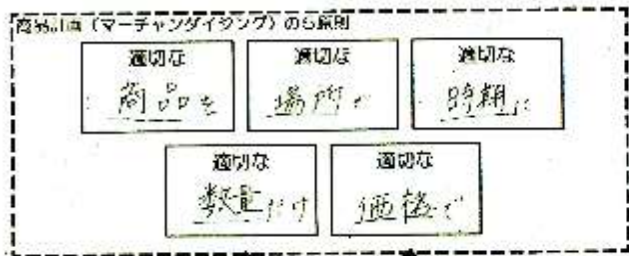 商品計画（マーチャンダイジング）の5原則
適切な 適切な 適切な
商品を 場所で 時期に
適切な 適切な
数量だけ 価格で